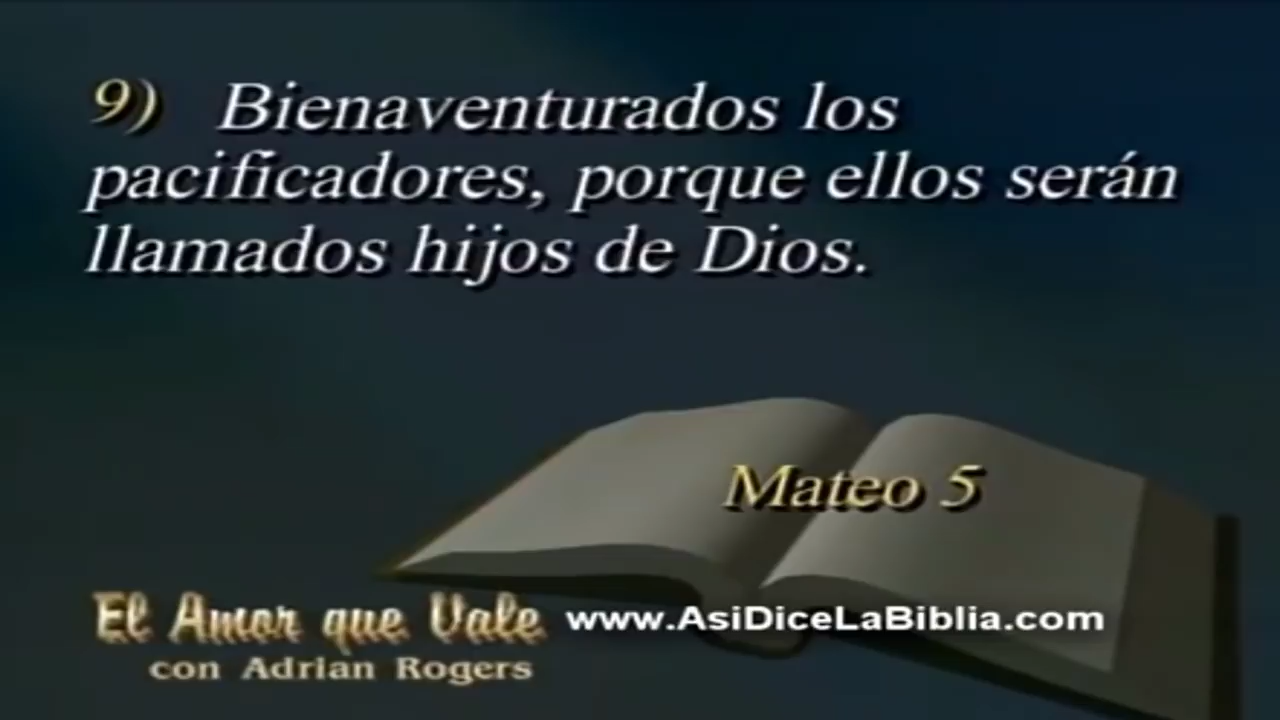 9) Bienaventurados los
pacificadores, porque ellos serán
llamados hijos de Dios.
Mateo 5
El Amor que Vale
con Adrian Rogers
www.AsiDiceLaBiblia.com